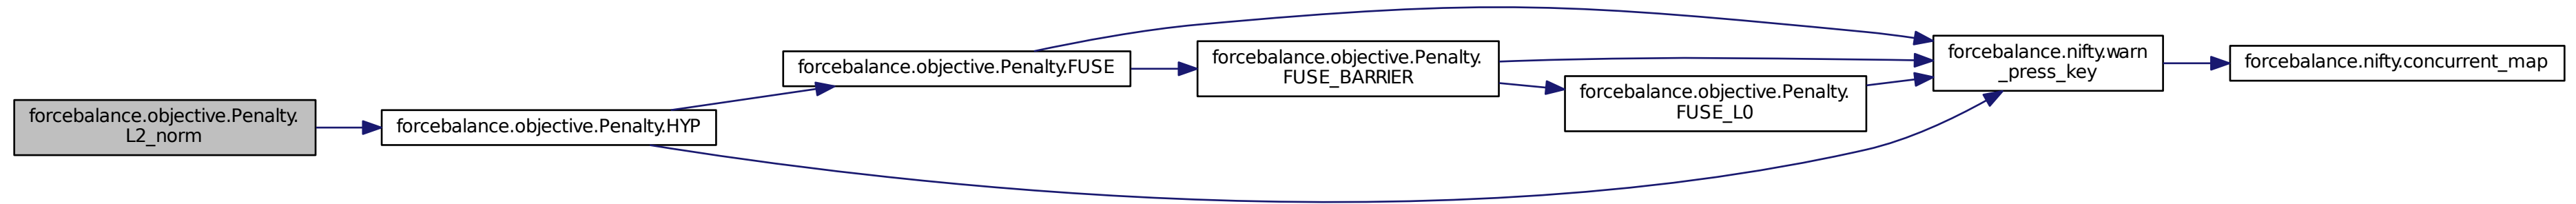 forcebalance.objective.Penalty.
L2_norm
forcebalance.objective.Penalty.HYP
forcebalance.objective.Penalty.FUSE
forcebalance.objective.Penalty.
FUSE_BARRIER
forcebalance.objective.Penalty.
FUSE_L0
forcebalance.nifty.warn
_press_key
forcebalance.nifty.concurrent_map